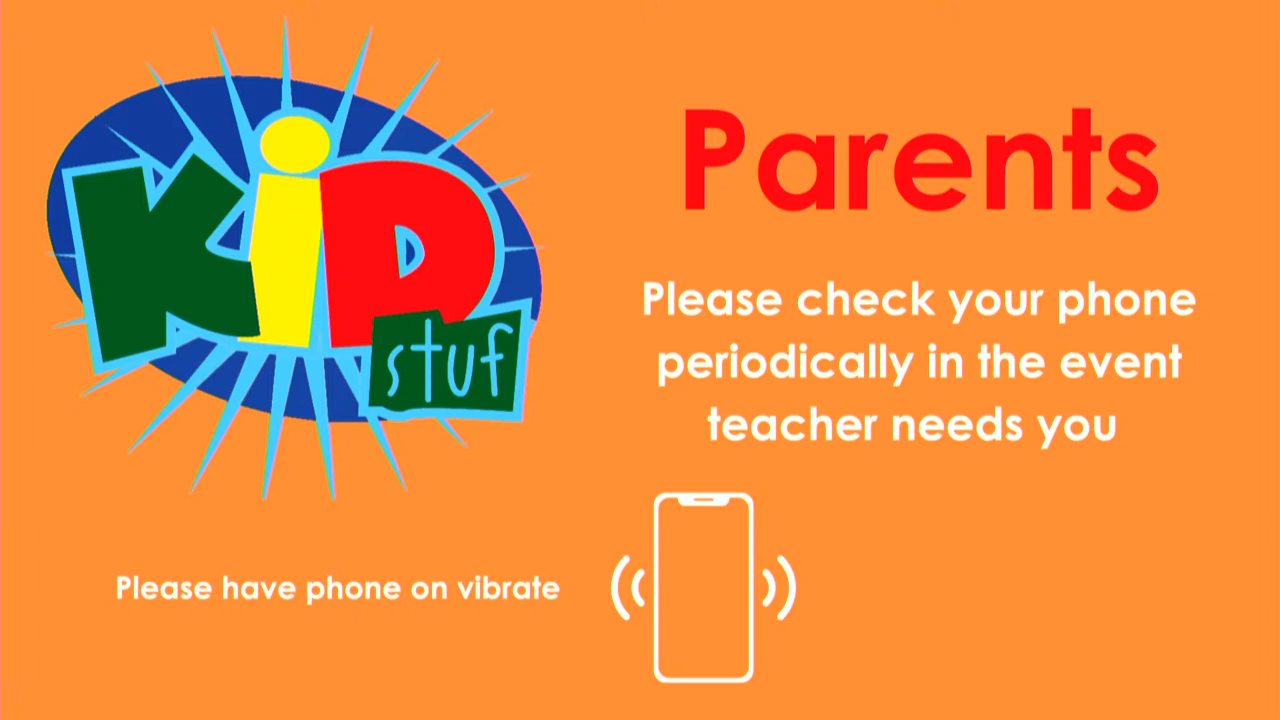 KiD
stuf
Parents
Please check your phone
periodically in the event
teacher needs you
Please have phone on vibrate